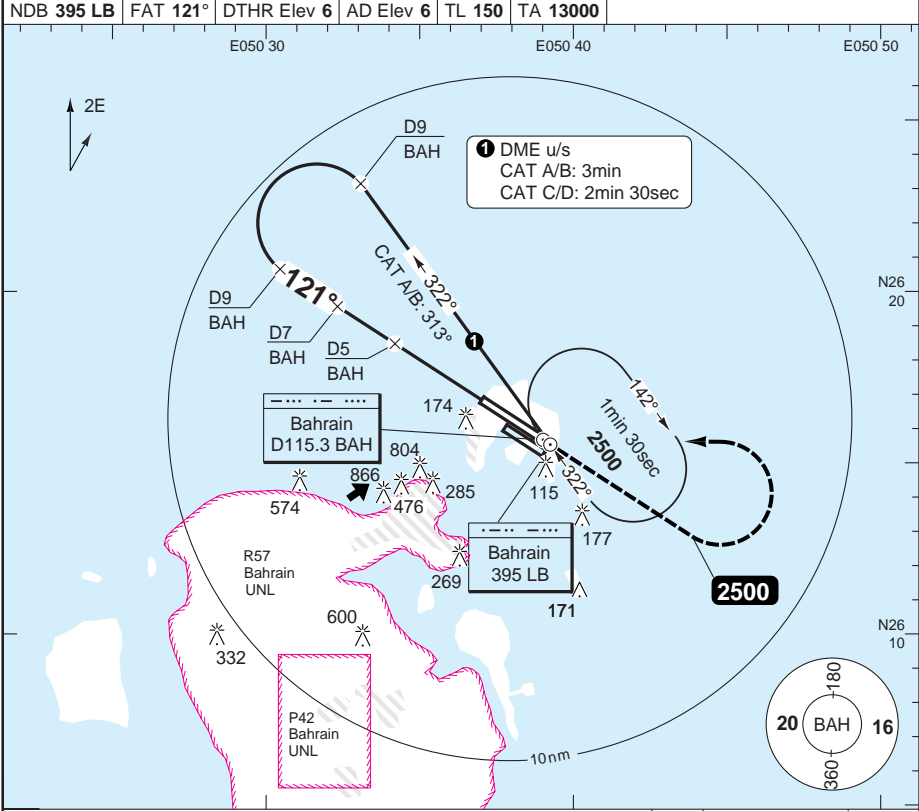 NDB 395 LB FAT 121° DTHR Elev 6 AD Elev 6 TL 150 TA 13000
E050 30
E050 40
E050 50
2E
D9
BAH
❶ DME u/s
CAT A/B: 3min
CAT C/D: 2min 30sec
322°
CAT A/B: 313°
N26
20
121°
D9
BAH
D7
BAH
D5
BAH
1
142°
1min 30sec
2500
322°
Bahrain
D115.3 BAH
174
804
866
476
285
574
115
177
Bahrain
395 LB
269
171
2500
R57
Bahrain
UNL
600
332
N26
10
P42
Bahrain
UNL
10nm
180
20
BAH
16
360